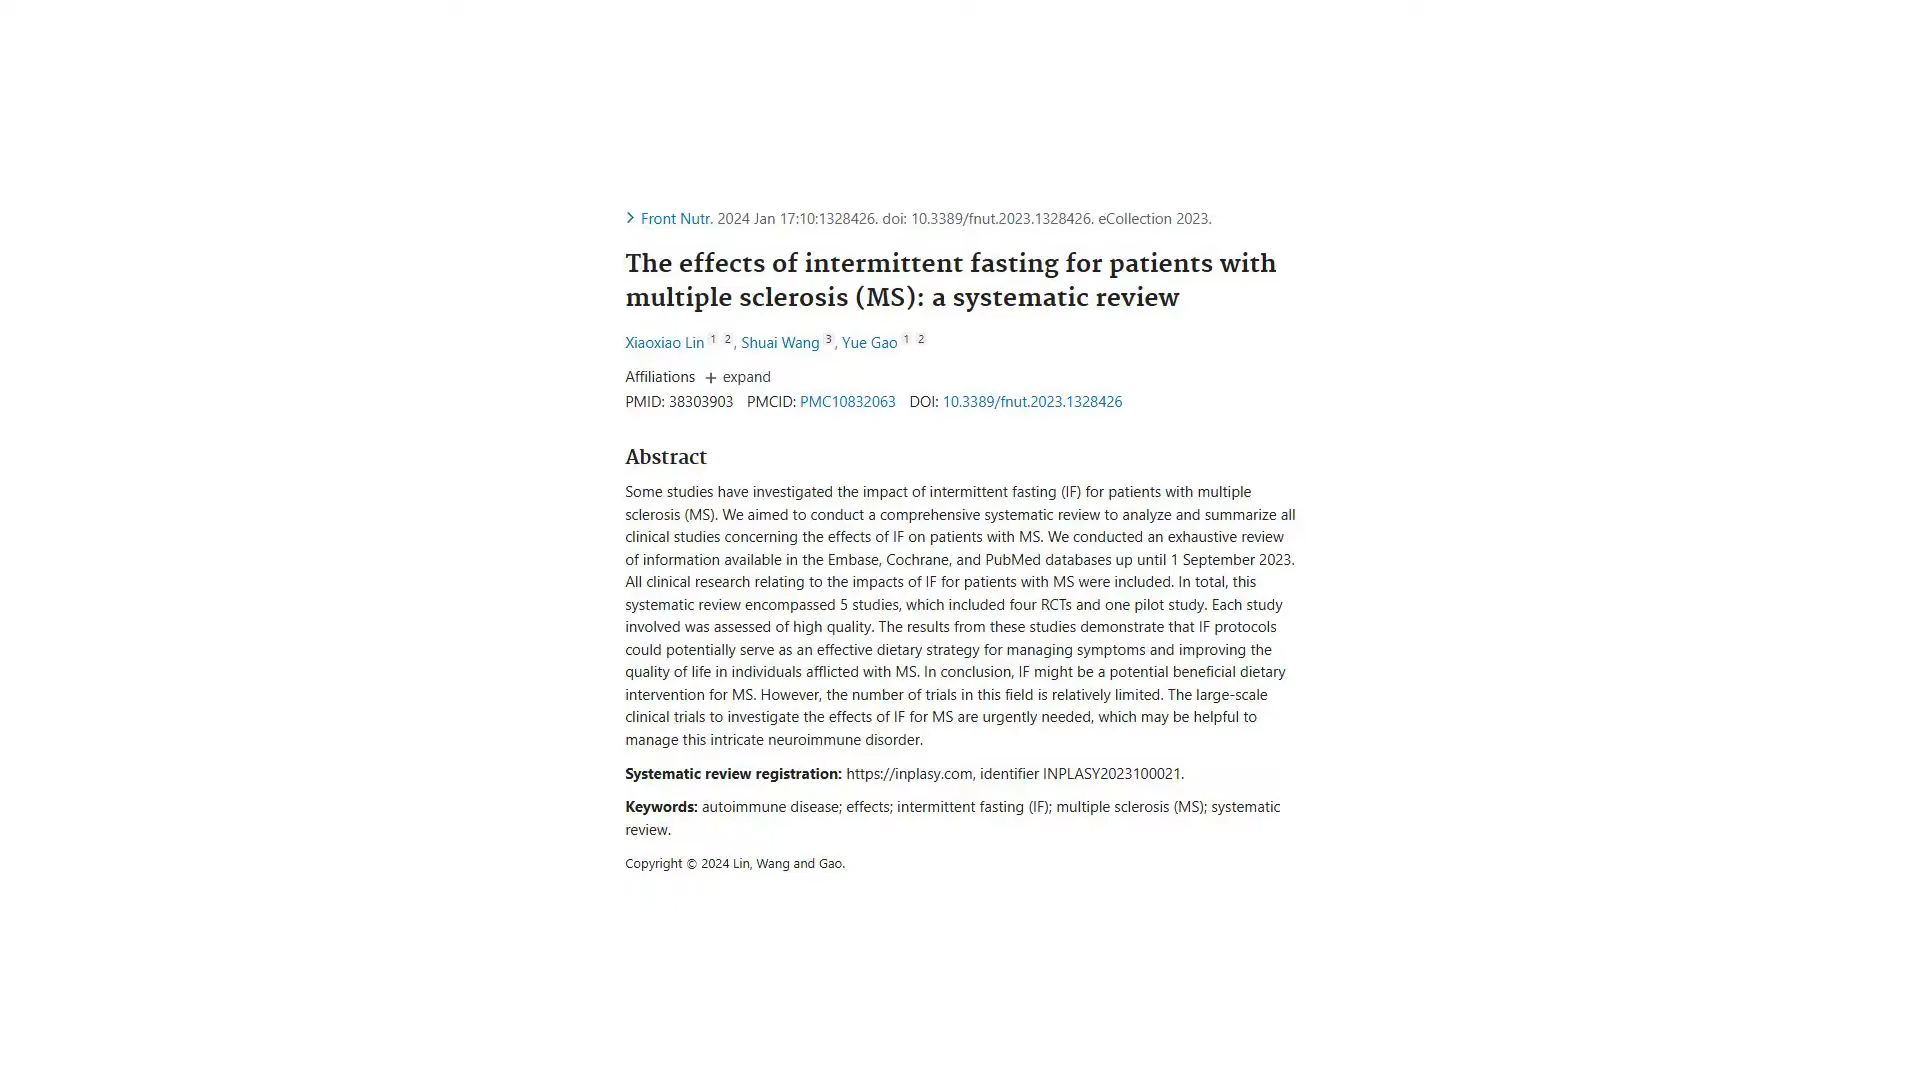 > Front Nutr. 2024 Jan 17:10:1328426. doi: 10.3389/fnut.2023.1328426. eCollection 2023.
The effects of intermittent fasting for patients with
multiple sclerosis (MS): a systematic review
Xiaoxiao Lin 1 2, Shuai Wang 3, Yue Gao 1 2
Affiliations + expand
PMID: 38303903 PMCID: PMC10832063 DOI: 10.3389/fnut.2023.1328426
Abstract
Some studies have investigated the impact of intermittent fasting (IF) for patients with multiple
sclerosis (MS). We aimed to conduct a comprehensive systematic review to analyze and summarize all
clinical studies concerning the effects of IF on patients with MS. We conducted an exhaustive review
of information available in the Embase, Cochrane, and PubMed databases up until 1 September 2023.
All clinical research relating to the impacts of IF for patients with MS were included. In total, this
systematic review encompassed 5 studies, which included four RCTs and one pilot study. Each study
involved was assessed of high quality. The results from these studies demonstrate that IF protocols
could potentially serve as an effective dietary strategy for managing symptoms and improving the
quality of life in individuals afflicted with MS. In conclusion, IF might be a potential beneficial dietary
intervention for MS. However, the number of trials in this field is relatively limited. The large-scale
clinical trials to investigate the effects of IF for MS are urgently needed, which may be helpful to
manage this intricate neuroimmune disorder.
Systematic review registration: https://inplasy.com, identifier INPLASY2023100021.
Keywords: autoimmune disease; effects; intermittent fasting (IF); multiple sclerosis (MS); systematic
review.
Copyright © 2024 Lin, Wang and Gao.